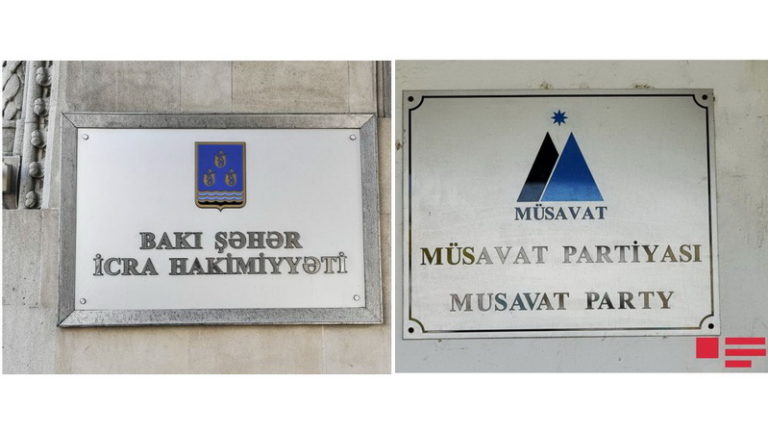 BAKI ŞƏHƏR
İCRA HAKİMİYYƏTİ
MÜSAVAT
MÜSAVAT PARTİYASI
MUSAVAT PARTY